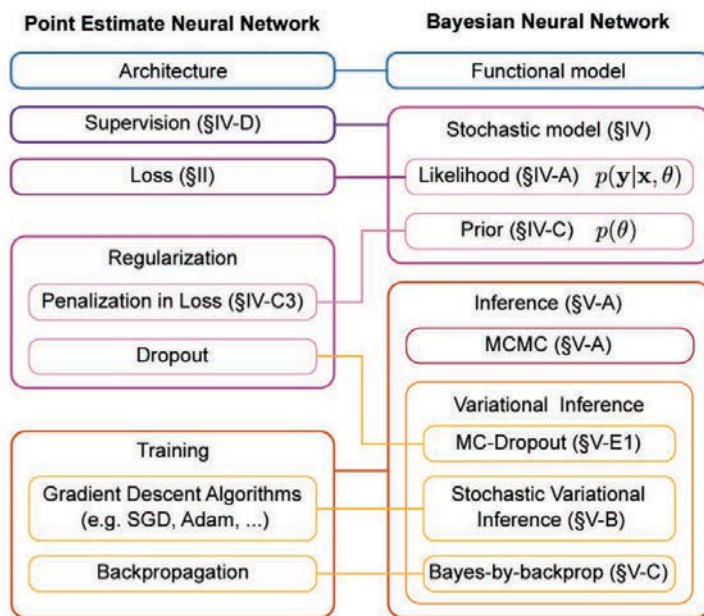 Point Estimate Neural Network
Architecture
Supervision (§IV-D)
Loss (§II)
Regularization
Penalization in Loss (§IV-C3)
Dropout
Training
Gradient Descent Algorithms
(e.g. SGD, Adam, ...)
Backpropagation
Bayesian Neural Network
Functional model
Stochastic model (§IV)
Likelihood (§IV-A) p(y|x, θ)
Prior (§IV-C) p(θ)
Inference (§V-A)
MCMC (§V-A)
Variational Inference
MC-Dropout (§V-E1)
Stochastic Variational
Inference (§V-B)
Bayes-by-backprop (§V-C)